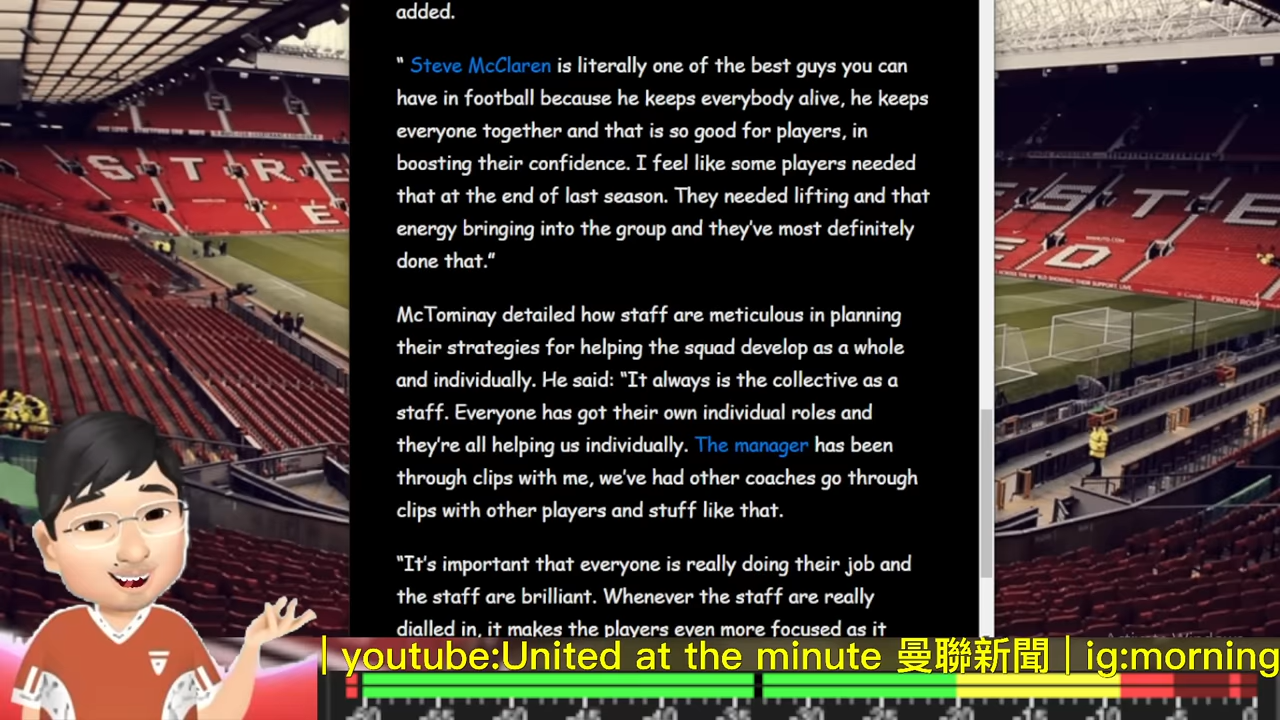 added.
“ Steve McClaren is literally one of the best guys you can
have in football because he keeps everybody alive, he keeps
everyone together and that is so good for players, in
boosting their confidence. I feel like some players needed
that at the end of last season. They needed lifting and that
energy bringing into the group and they’ve most definitely
done that.”
McTominay detailed how staff are meticulous in planning
their strategies for helping the squad develop as a whole
and individually. He said: “It always is the collective as a
staff. Everyone has got their own individual roles and
they’re all helping us individually. The manager has been
through clips with me, we’ve had other coaches go through
clips with other players and stuff like that.
“It’s important that everyone is really doing their job and
the staff are brilliant. Whenever the staff are really
dialled in, it makes the players even more focused as it
STRE
E
STE
D
FRONT ROW
Activate Windows
| youtube:United at the minute 曼聯新聞 | ig:morning